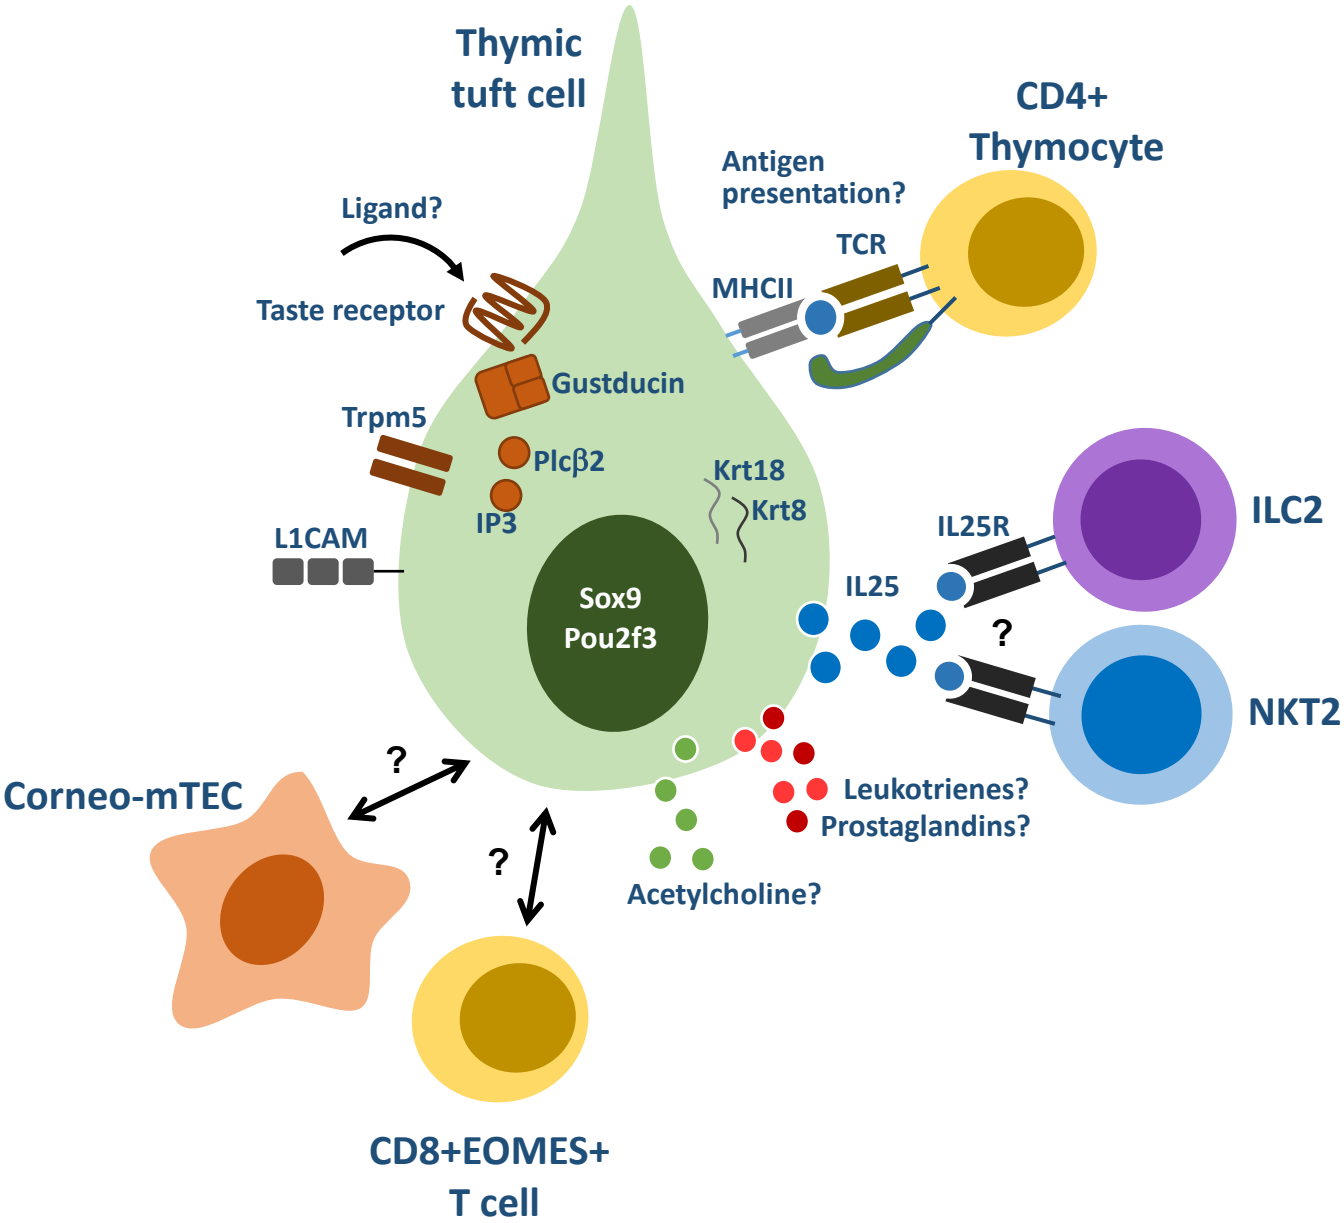 Thymic
tuft cell
CD4+
Thymocyte
Antigen
presentation?
Ligand?
TCR
MHCII
Taste receptor
Gustducin
Trpm5
Plcβ2
IP3
Krt18
Krt8
L1CAM
IL25R
ILC2
IL25
Sox9
Pou2f3
?
NKT2
?
Corneo-mTEC
Leukotrienes?
Prostaglandins?
?
Acetylcholine?
CD8+EOMES+
T cell